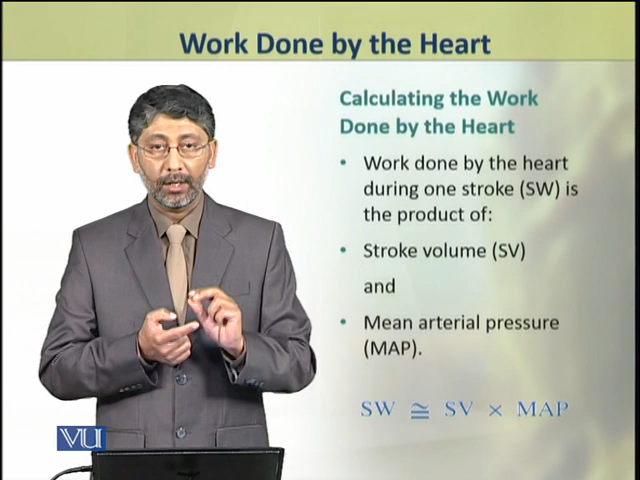 Work Done by the Heart
Calculating the Work
Done by the Heart
• Work done by the heart
during one stroke (SW) is
the product of:
• Stroke volume (SV)
and
• Mean arterial pressure
(MAP).
SW ≅ SV × MAP
VU